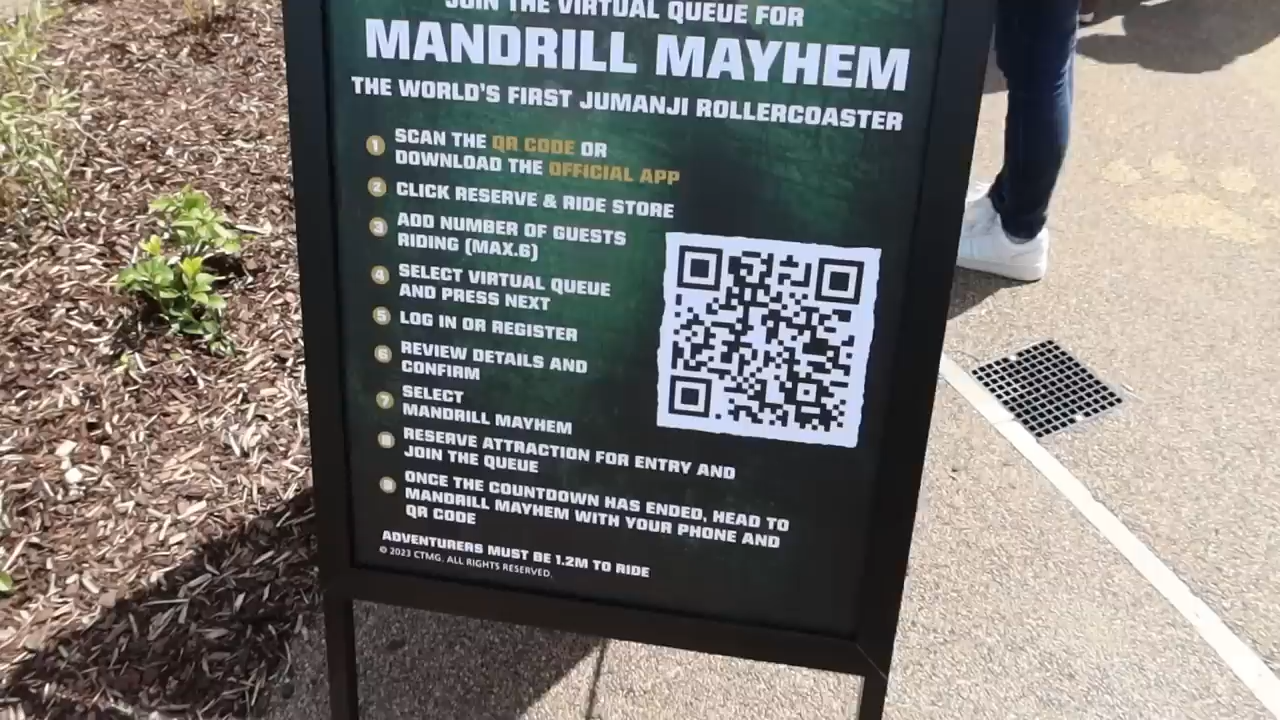 JOIN THE VIRTUAL QUEUE FOR
MANDRILL MAYHEM
THE WORLD'S FIRST JUMANJI ROLLERCOASTER
1 SCAN THE QR CODE OR
DOWNLOAD THE OFFICIAL APP
2 CLICK RESERVE & RIDE STORE
3 ADD NUMBER OF GUESTS
RIDING (MAX.6)
4 SELECT VIRTUAL QUEUE
AND PRESS NEXT
5 LOG IN OR REGISTER
6 REVIEW DETAILS AND
CONFIRM
7 SELECT
MANDRILL MAYHEM
8 RESERVE ATTRACTION FOR ENTRY AND
JOIN THE QUEUE
9 ONCE THE COUNTDOWN HAS ENDED, HEAD TO
MANDRILL MAYHEM WITH YOUR PHONE AND
QR CODE
ADVENTURERS MUST BE 1.2M TO RIDE
© 2023 CTMG. ALL RIGHTS RESERVED.